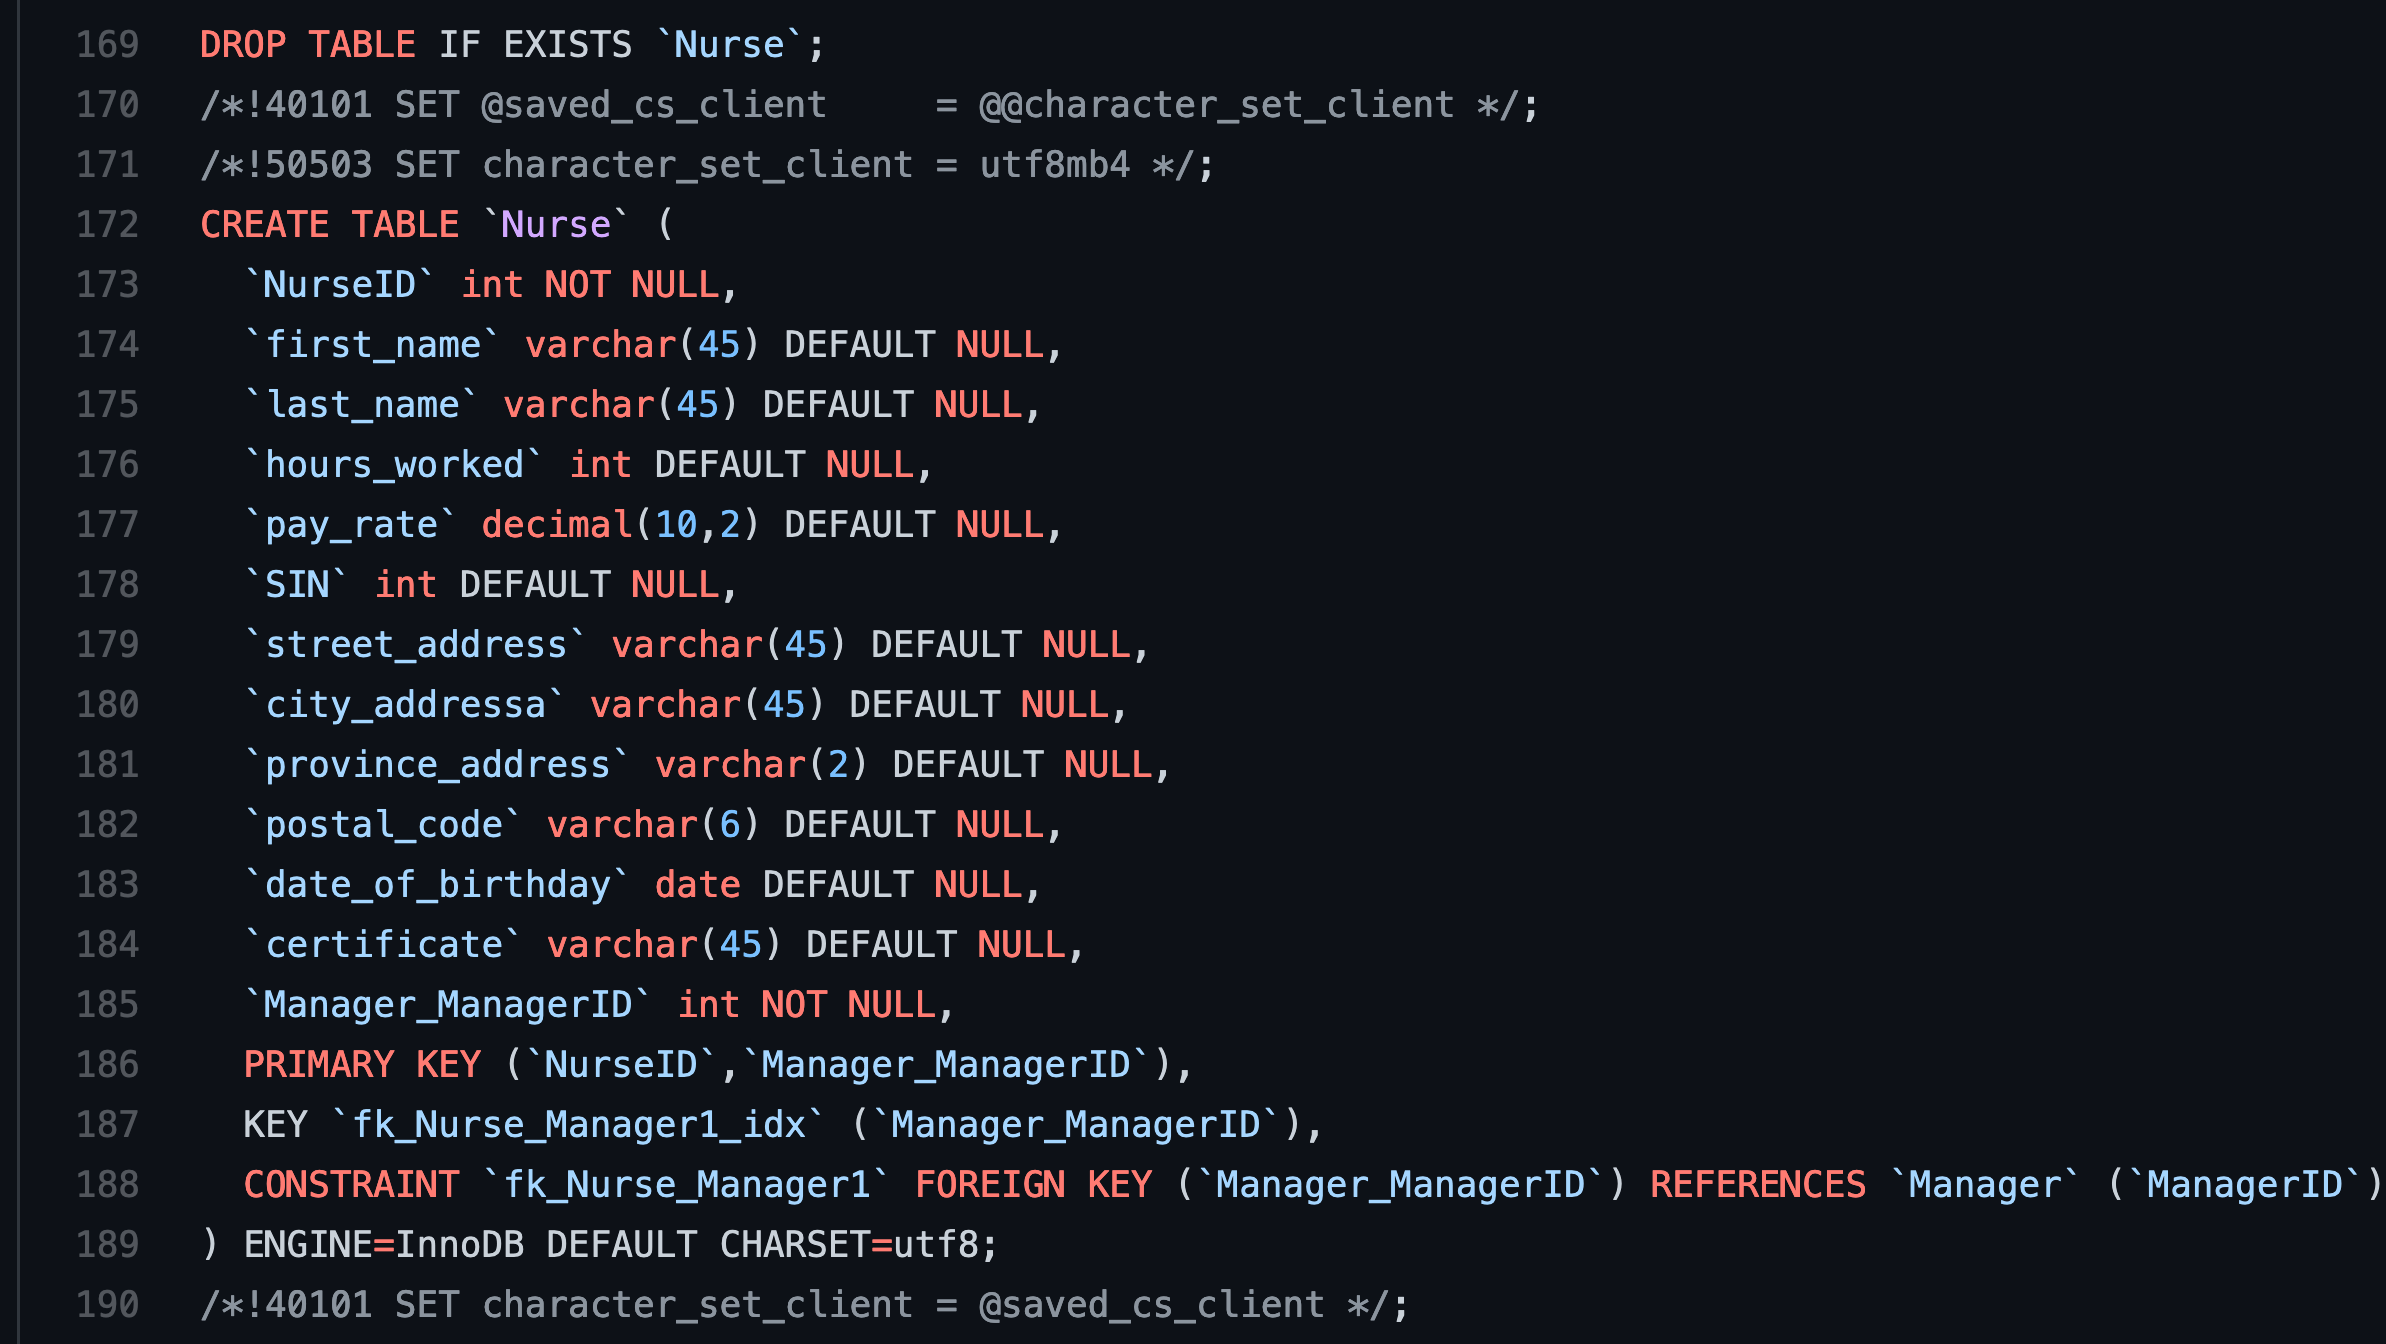 169 DROP TABLE IF EXISTS `Nurse`;
170 /*!40101 SET @saved_cs_client     = @@character_set_client */;
171 /*!50503 SET character_set_client = utf8mb4 */;
172 CREATE TABLE `Nurse` (
173   `NurseID` int NOT NULL,
174   `first_name` varchar(45) DEFAULT NULL,
175   `last_name` varchar(45) DEFAULT NULL,
176   `hours_worked` int DEFAULT NULL,
177   `pay_rate` decimal(10,2) DEFAULT NULL,
178   `SIN` int DEFAULT NULL,
179   `street_address` varchar(45) DEFAULT NULL,
180   `city_addressa` varchar(45) DEFAULT NULL,
181   `province_address` varchar(2) DEFAULT NULL,
182   `postal_code` varchar(6) DEFAULT NULL,
183   `date_of_birthday` date DEFAULT NULL,
184   `certificate` varchar(45) DEFAULT NULL,
185   `Manager_ManagerID` int NOT NULL,
186   PRIMARY KEY (`NurseID`,`Manager_ManagerID`),
187   KEY `fk_Nurse_Manager1_idx` (`Manager_ManagerID`),
188   CONSTRAINT `fk_Nurse_Manager1` FOREIGN KEY (`Manager_ManagerID`) REFERENCES `Manager` (`ManagerID`)
189 ) ENGINE=InnoDB DEFAULT CHARSET=utf8;
190 /*!40101 SET character_set_client = @saved_cs_client */;